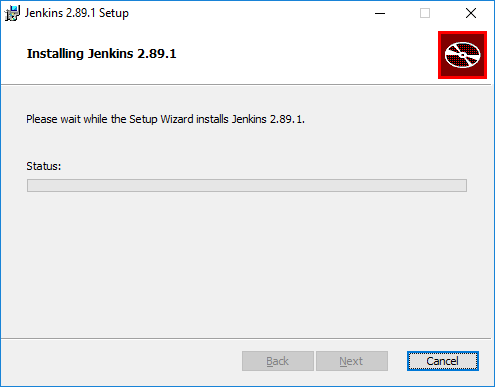 Jenkins 2.89.1 Setup
Installing Jenkins 2.89.1
Please wait while the Setup Wizard installs Jenkins 2.89.1.
Status:
Back Next Cancel